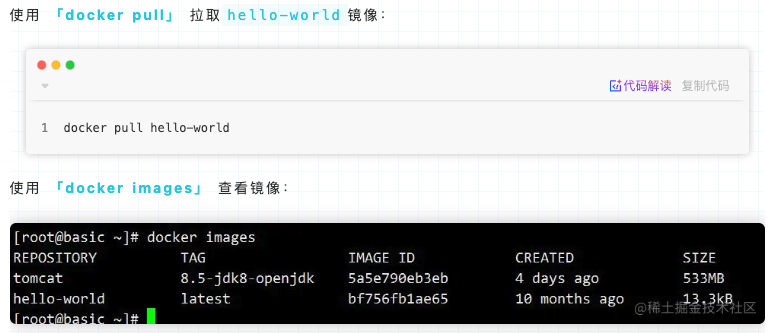 使用 「docker pull」 拉取 hello-world 镜像：
代码解读 复制代码
1 docker pull hello-world
使用 「docker images」 查看镜像：
[root@basic ~]# docker images
REPOSITORY TAG IMAGE ID CREATED SIZE
tomcat 8.5-jdk8-openjdk 5a5e790eb3eb 4 days ago 533MB
hello-world latest bf756fb1ae65 10 months ago 13.3kB
[root@basic ~]#
@稀土掘金技术社区